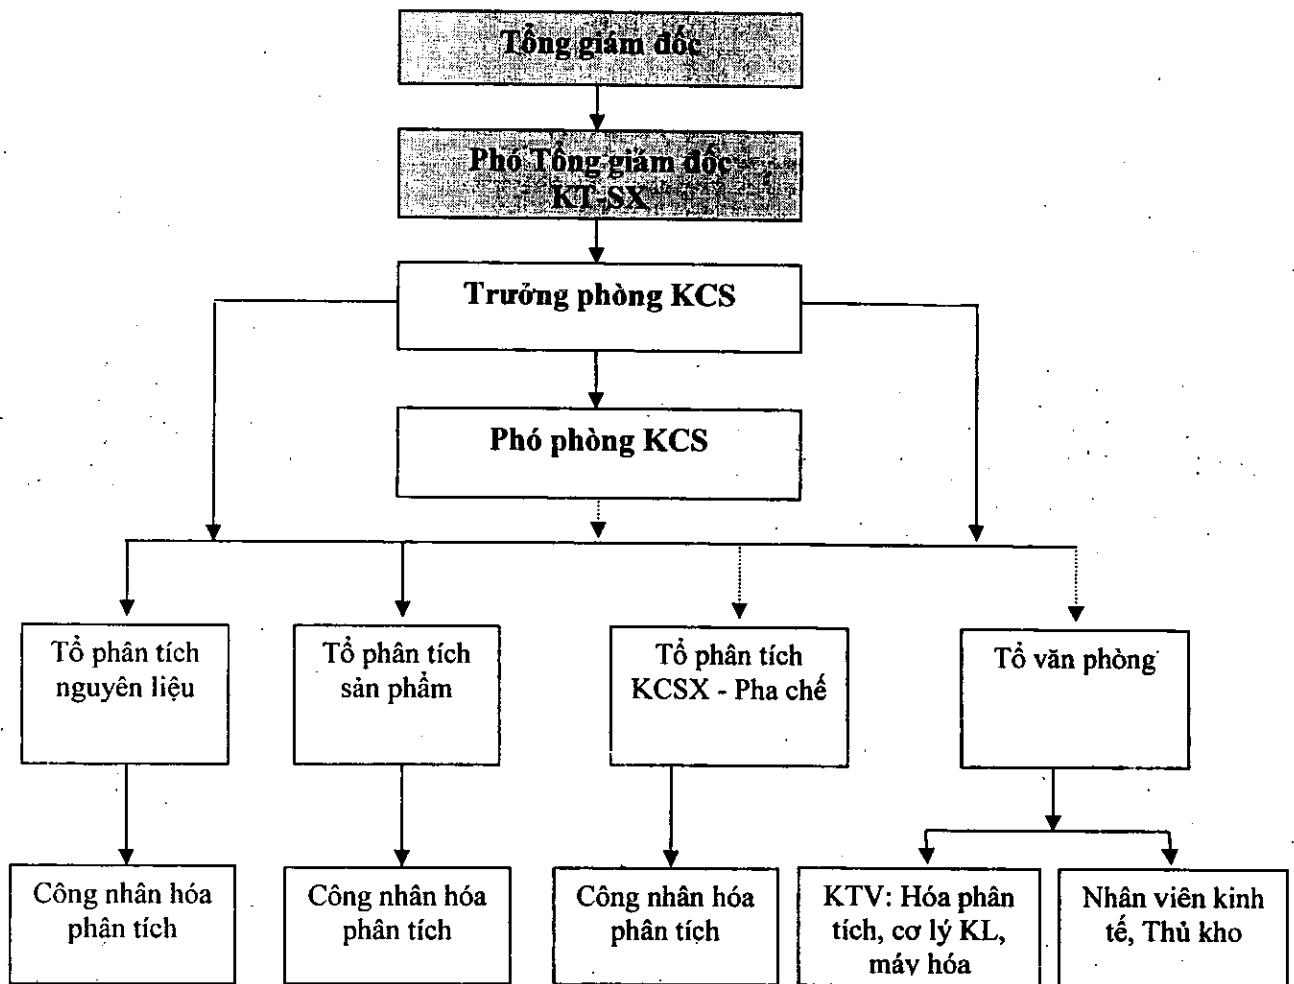 Tổng giám đốc
Phó Tổng giám đốc
KT-SX
Trưởng phòng KCS
Phó phòng KCS
Tổ phân tích
nguyên liệu
Tổ phân tích
sản phẩm
Tổ phân tích
KCSX - Pha chế
Tổ văn phòng
Công nhân hóa
phân tích
Công nhân hóa
phân tích
Công nhân hóa
phân tích
KTV: Hóa phân
tích, cơ lý KL,
máy hóa
Nhân viên kinh
tế, Thủ kho